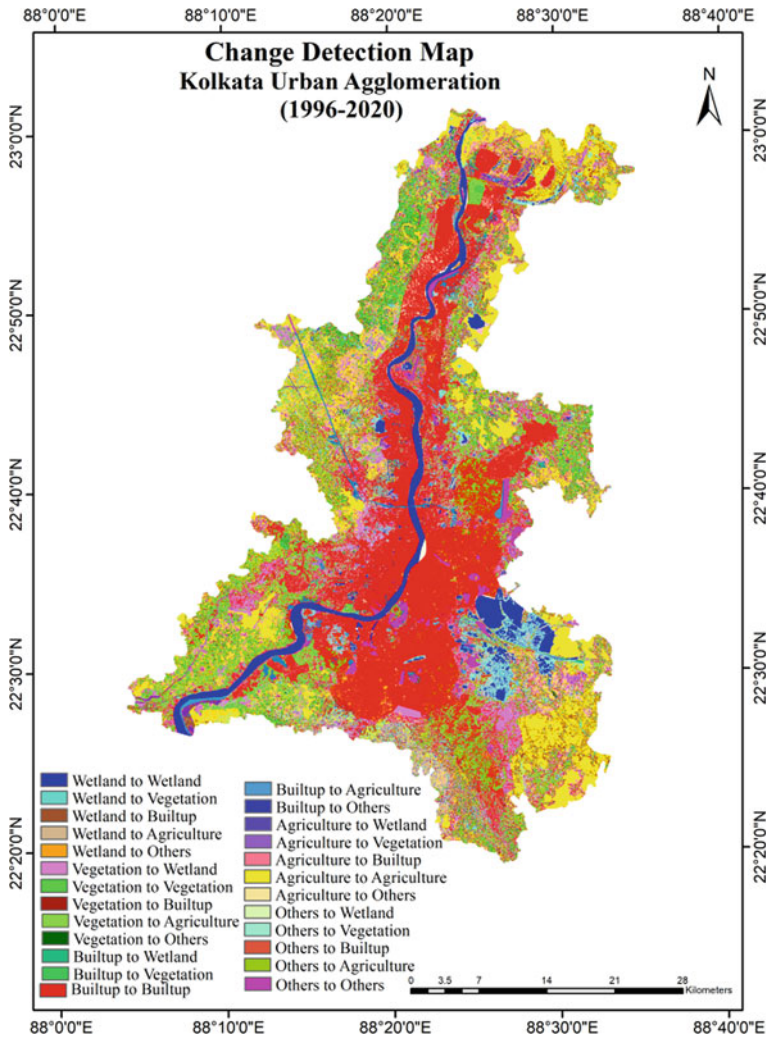 88°0'0"E 88°10'0"E 88°20'0"E 88°30'0"E 88°40'0"E
Change Detection Map
Kolkata Urban Agglomeration
(1996-2020)
N
23°0'0"N 23°0'0"N
22°50'0"N 22°50'0"N
22°40'0"N 22°40'0"N
22°30'0"N 22°30'0"N
22°20'0"N 22°20'0"N
Wetland to Wetland
Wetland to Vegetation
Wetland to Builtup
Wetland to Agriculture
Wetland to Others
Vegetation to Wetland
Vegetation to Vegetation
Vegetation to Builtup
Vegetation to Agriculture
Vegetation to Others
Builtup to Wetland
Builtup to Vegetation
Builtup to Builtup
Builtup to Agriculture
Builtup to Others
Agriculture to Wetland
Agriculture to Vegetation
Agriculture to Builtup
Agriculture to Agriculture
Agriculture to Others
Others to Wetland
Others to Vegetation
Others to Builtup
Others to Agriculture
Others to Others
0 3.5 7 14 21 28
Kilometers
88°0'0"E 88°10'0"E 88°20'0"E 88°30'0"E 88°40'0"E